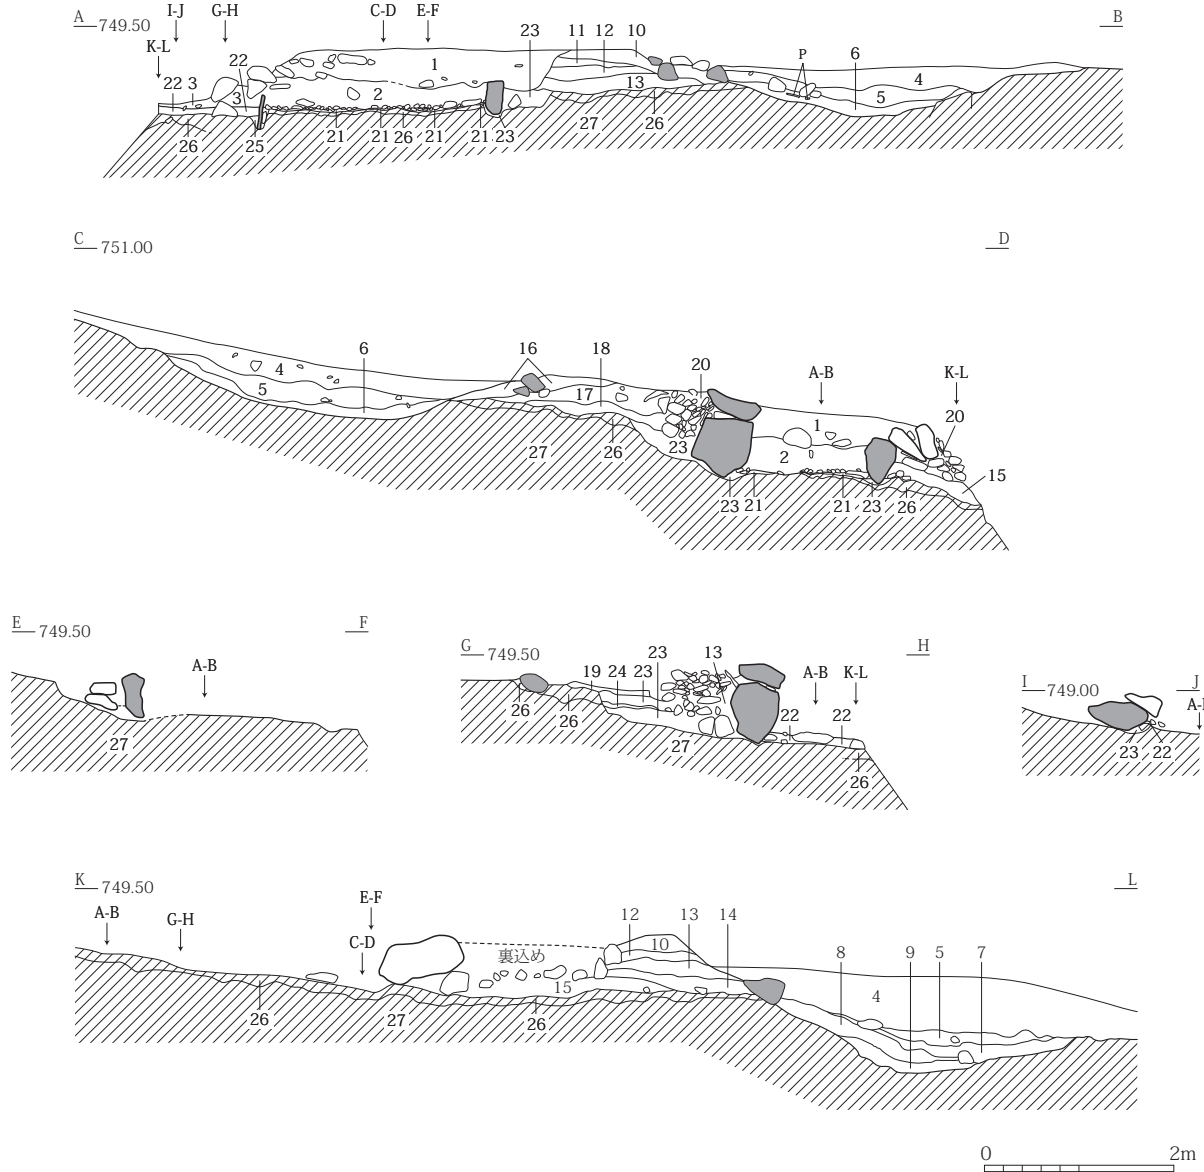 A 749.50 I-J G-H C-D E-F B
K-L
23 11 12 10 P 6
22 3 22 3 1 2 13 4 5
26 25 21 21 26 21 21 23 27 26
C 751.00 D
6 16 18 20 A-B K-L
4 5 17 1 20
27 26 23 2 15
23 21 21 23 26
E 749.50 F
A-B
27
G 749.50 H
19 24 23 23 13 A-B K-L
26 26 27 22 22 26
I 749.00 J
23 22
K 749.50 L
A-B G-H E-F
C-D
12 13 14
裏込め 10 8 9 5 7
15 4
26 27 26
0 2m